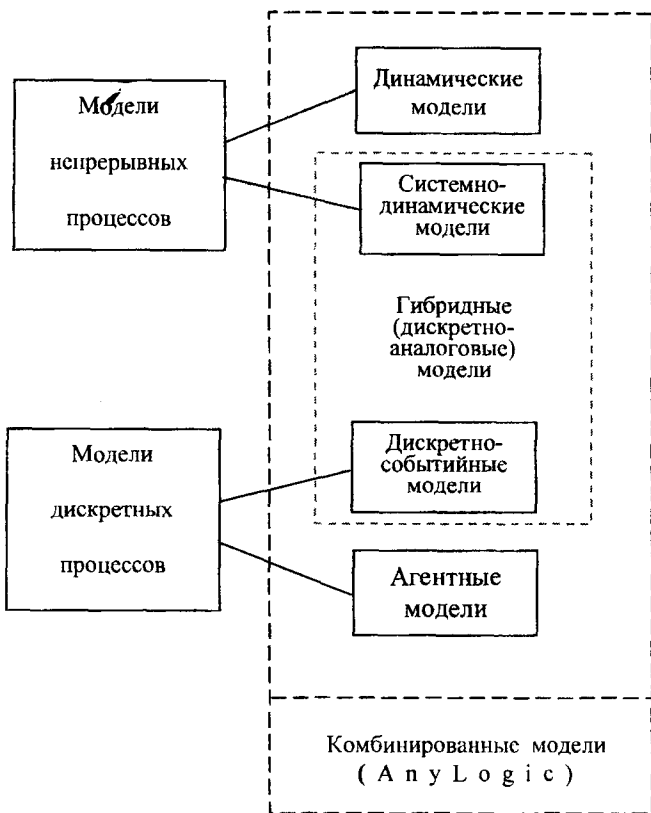 Модели
непрерывных
процессов
Динамические
модели
Системно-
динамические
модели
Гибридные
(дискретно-
аналоговые)
модели
Модели
дискретных
процессов
Дискретно-
событийные
модели
Агентные
модели
Комбинированные модели
(AnyLogic)